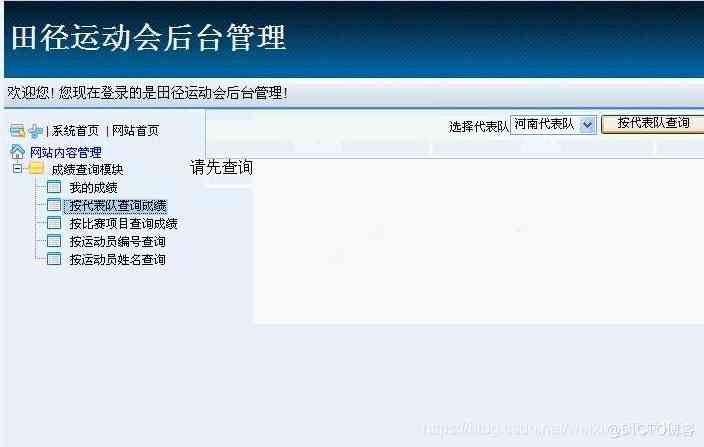 田径运动会后台管理
欢迎您! 您现在登录的是田径运动会后台管理!
| 系统首页 | 网站首页
选择代表队 河南代表队 按代表队查询
网站内容管理
成绩查询模块
请先查询
我的成绩
按代表队查询成绩
按比赛项目查询成绩
按运动员编号查询
按运动员姓名查询
@51CTO博客